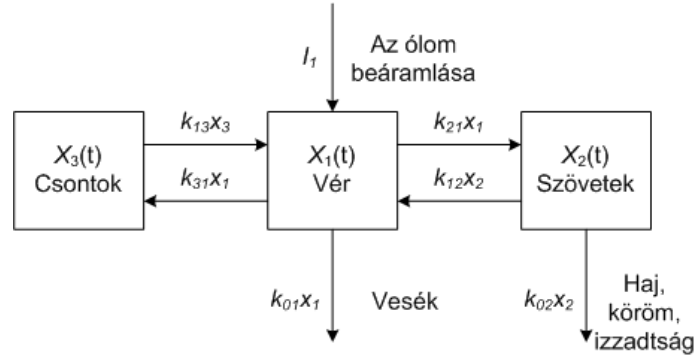 I₁
Az ólom
beáramlása
k₁₃x₃
k₂₁x₁
X₃(t)
Csontok
X₁(t)
Vér
X₂(t)
Szövetek
k₃₁x₁
k₁₂x₂
k₀₁x₁
Vesék
k₀₂x₂
Haj,
köröm,
izzadtság